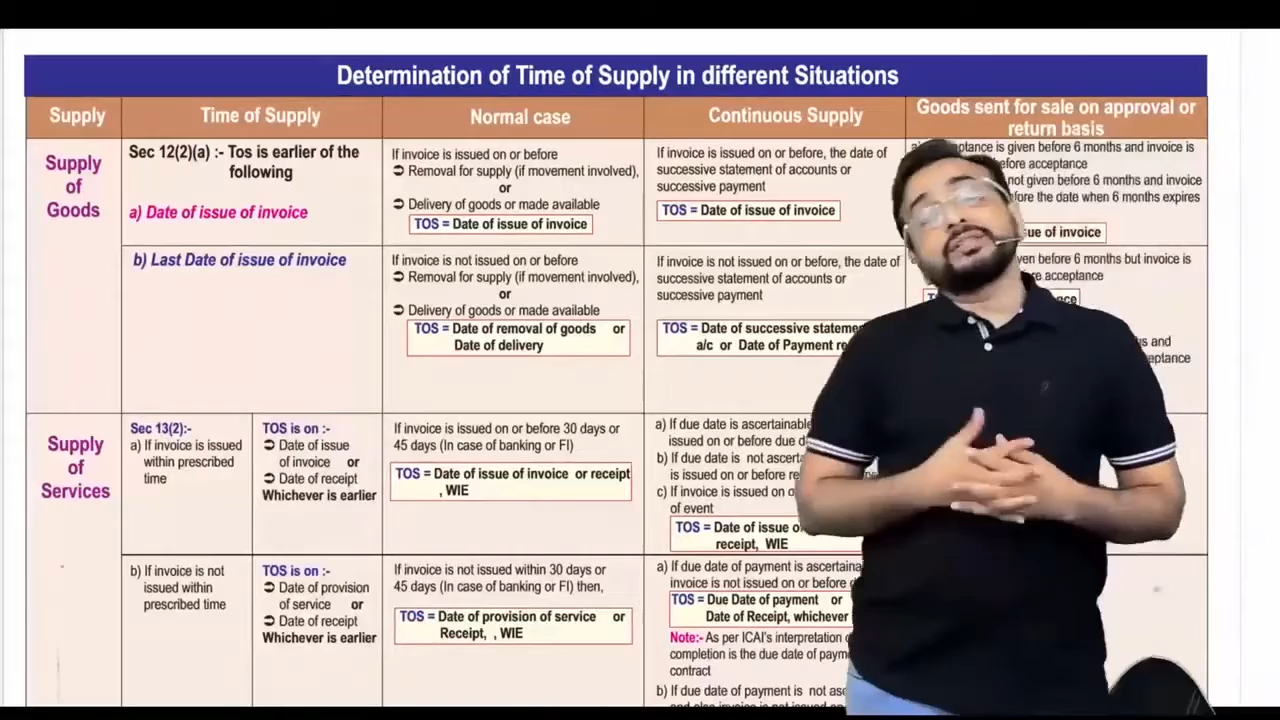 Determination of Time of Supply in different Situations
Supply
Time of Supply
Normal case
Continuous Supply
Goods sent for sale on approval or
return basis
Supply
of
Goods
Sec 12(2)(a) :- Tos is earlier of the
following
a) Date of issue of invoice
If invoice is issued on or before
➲ Removal for supply (if movement involved),
or
➲ Delivery of goods or made available
TOS = Date of issue of invoice
If invoice is issued on or before, the date of
successive statement of accounts or
successive payment
TOS = Date of issue of invoice
is given before 6 months and invoice is
before acceptance
not given before 6 months and invoice
the date when 6 months expires
of invoice
b) Last Date of issue of invoice
If invoice is not issued on or before
➲ Removal for supply (if movement involved),
or
➲ Delivery of goods or made available
TOS = Date of removal of goods or
Date of delivery
If invoice is not issued on or before, the date of
successive statement of accounts or
successive payment
TOS = Date of successive
a/c or Date of Payment
before 6 months but invoice is
acceptance
and
Supply
of
Services
Sec 13(2):-
a) If invoice is issued
within prescribed
time
TOS is on :-
➲ Date of issue
of invoice or
➲ Date of receipt
Whichever is earlier
If invoice is issued on or before 30 days or
45 days (In case of banking or FI)
TOS = Date of issue of invoice or receipt
, WIE
a) If due date is ascertainable
issued on or before due
b) If due date is not
is issued on or before
c) If invoice is issued on
of event
TOS = Date of issue
receipt, WIE
b) If invoice is not
issued within
prescribed time
TOS is on :-
➲ Date of provision
of service or
➲ Date of receipt
Whichever is earlier
If invoice is not issued within 30 days or
45 days (In case of banking or FI) then,
TOS = Date of provision of service or
Receipt, , WIE
a) If due date of payment is
invoice is not issued on or before
TOS = Due Date of payment or
Date of Receipt, whichever
Note:- As per ICAI's interpretation
completion is the due date of
contract
b) If due date of payment is not